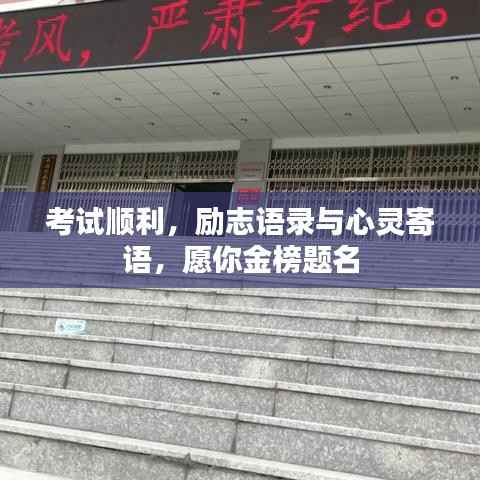 考风，严肃考纪。
考试顺利，励志语录与心灵寄
语，愿你金榜题名